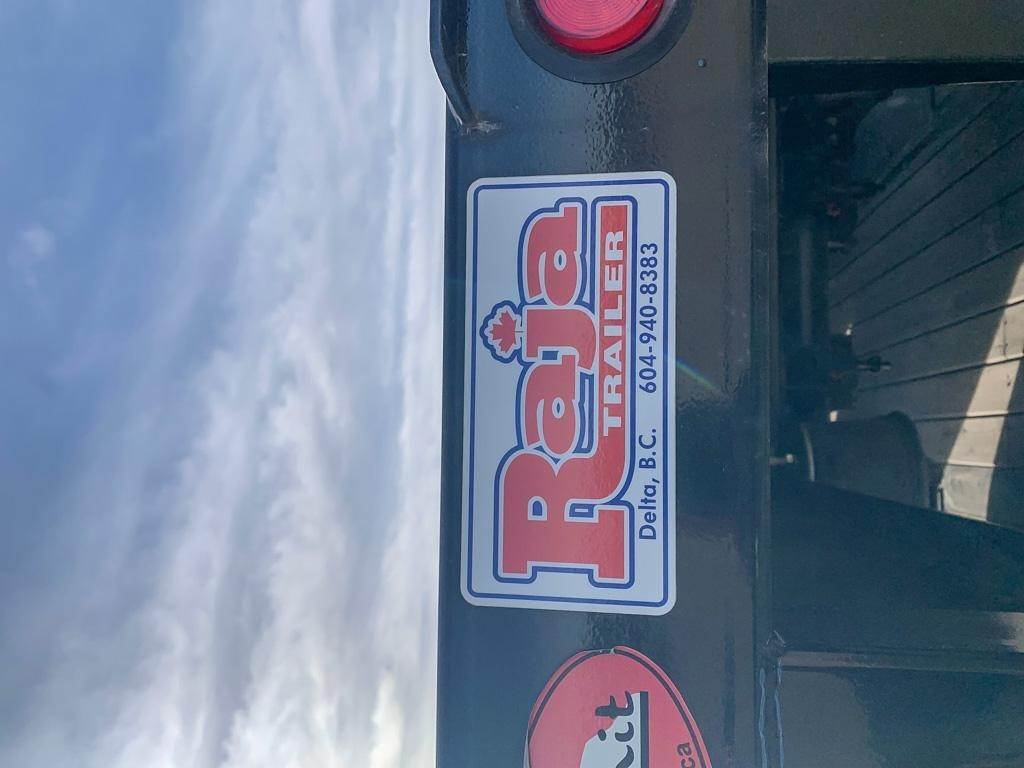 Raja
TRAILER
Delta, B.C. 604-940-8383